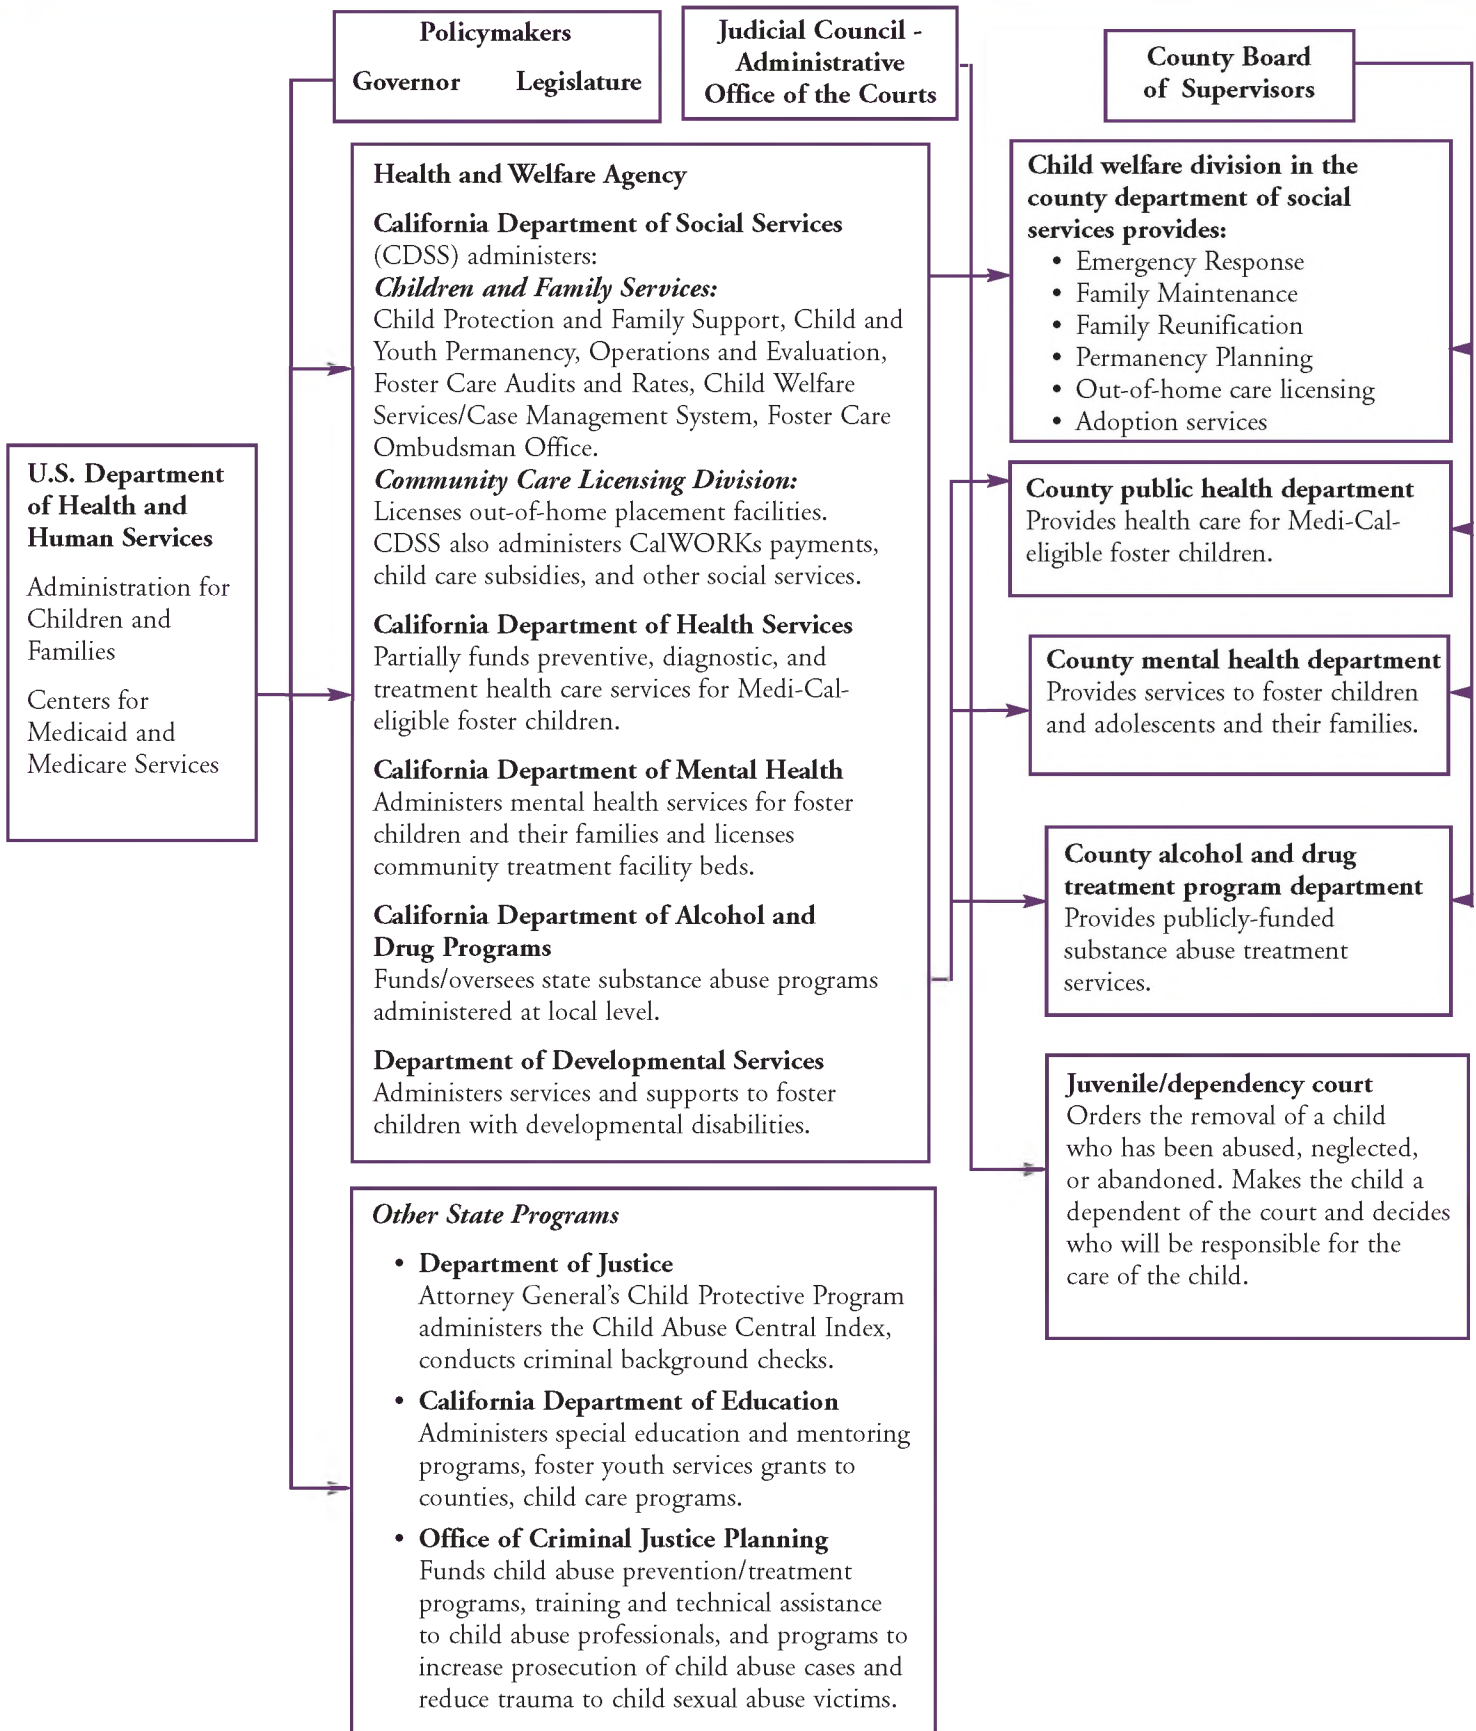 Policymakers
Governor Legislature
Judicial Council -
Administrative
Office of the Courts
County Board
of Supervisors
U.S. Department
of Health and
Human Services
Administration for
Children and
Families
Centers for
Medicaid and
Medicare Services
Health and Welfare Agency
California Department of Social Services
(CDSS) administers:
Children and Family Services:
Child Protection and Family Support, Child and
Youth Permanency, Operations and Evaluation,
Foster Care Audits and Rates, Child Welfare
Services/Case Management System, Foster Care
Ombudsman Office.
Community Care Licensing Division:
Licenses out-of-home placement facilities.
CDSS also administers CalWORKs payments,
child care subsidies, and other social services.
California Department of Health Services
Partially funds preventive, diagnostic, and
treatment health care services for Medi-Cal-
eligible foster children.
California Department of Mental Health
Administers mental health services for foster
children and their families and licenses
community treatment facility beds.
California Department of Alcohol and
Drug Programs
Funds/oversees state substance abuse programs
administered at local level.
Department of Developmental Services
Administers services and supports to foster
children with developmental disabilities.
Other State Programs
• Department of Justice
Attorney General's Child Protective Program
administers the Child Abuse Central Index,
conducts criminal background checks.
• California Department of Education
Administers special education and mentoring
programs, foster youth services grants to
counties, child care programs.
• Office of Criminal Justice Planning
Funds child abuse prevention/treatment
programs, training and technical assistance
to child abuse professionals, and programs to
increase prosecution of child abuse cases and
reduce trauma to child sexual abuse victims.
Child welfare division in the
county department of social
services provides:
• Emergency Response
• Family Maintenance
• Family Reunification
• Permanency Planning
• Out-of-home care licensing
• Adoption services
County public health department
Provides health care for Medi-Cal-
eligible foster children.
County mental health department
Provides services to foster children
and adolescents and their families.
County alcohol and drug
treatment program department
Provides publicly-funded
substance abuse treatment
services.
Juvenile/dependency court
Orders the removal of a child
who has been abused, neglected,
or abandoned. Makes the child a
dependent of the court and decides
who will be responsible for the
care of the child.